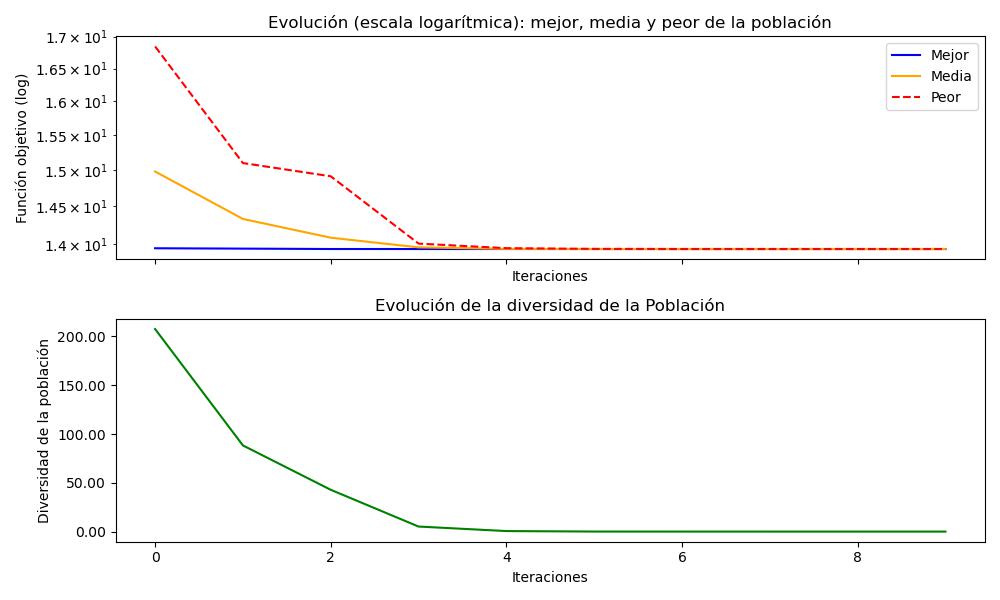 Evolución (escala logarítmica): mejor, media y peor de la población
Función objetivo (log)
1.7 × 10¹
1.65 × 10¹
1.6 × 10¹
1.55 × 10¹
1.5 × 10¹
1.45 × 10¹
1.4 × 10¹
Mejor
Media
Peor
Iteraciones
Evolución de la diversidad de la Población
Diversidad de la población
200.00
150.00
100.00
50.00
0.00
0 2 4 6 8
Iteraciones